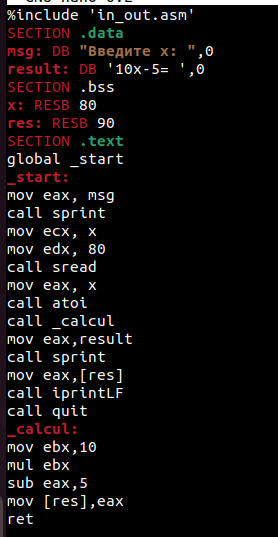 %include 'in_out.asm'
SECTION .data
msg: DB "Введите x: ",0
result: DB '10x-5= ',0
SECTION .bss
x: RESB 80
res: RESB 90
SECTION .text
global _start
_start:
mov eax, msg
call sprint
mov ecx, x
mov edx, 80
call sread
mov eax, x
call atoi
call _calcul
mov eax,result
call sprint
mov eax,[res]
call iprintLF
call quit
_calcul:
mov ebx,10
mul ebx
sub eax,5
mov [res],eax
ret